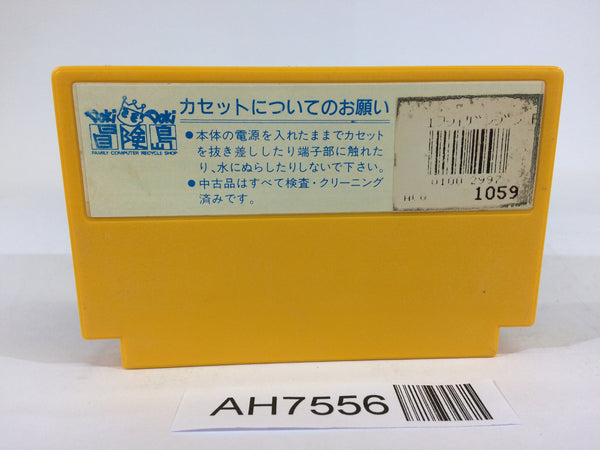 Doki Doki
冒険島
FAMILY COMPUTER RECYCLE SHOP
カセットについてのお願い
●本体の電源を入れたままでカセット
を抜き差ししたり端子部に触れた
り、水にぬらしたりしないで下さい。
●中古品はすべて検査・クリーニング
済みです。
1059
AH7556